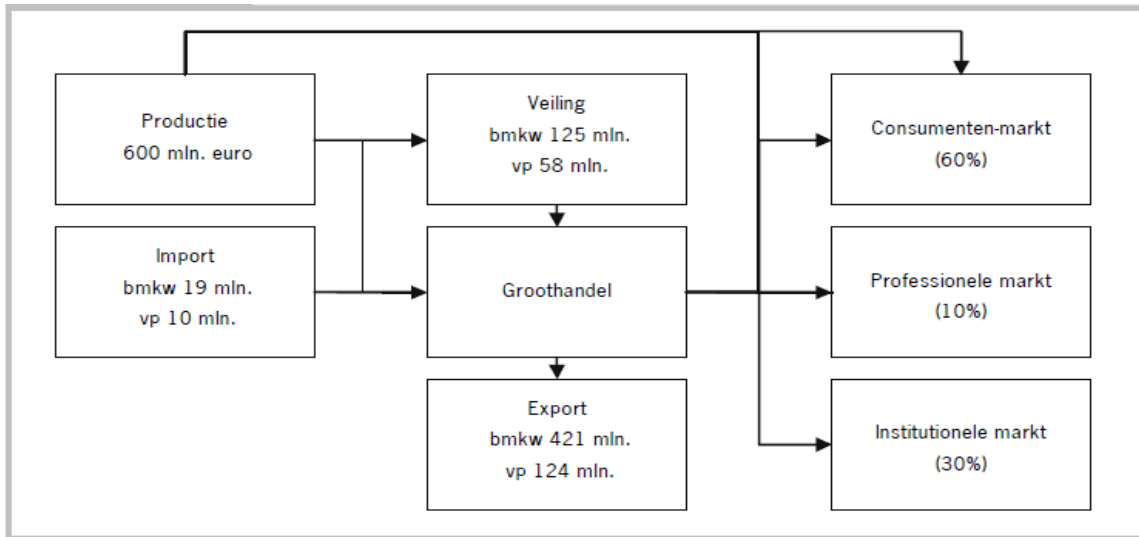 Productie
600 mln. euro
Veiling
bmkw 125 mln.
vp 58 mln.
Consumenten-markt
(60%)
Import
bmkw 19 mln.
vp 10 mln.
Groothandel
Professionele markt
(10%)
Export
bmkw 421 mln.
vp 124 mln.
Institutionele markt
(30%)